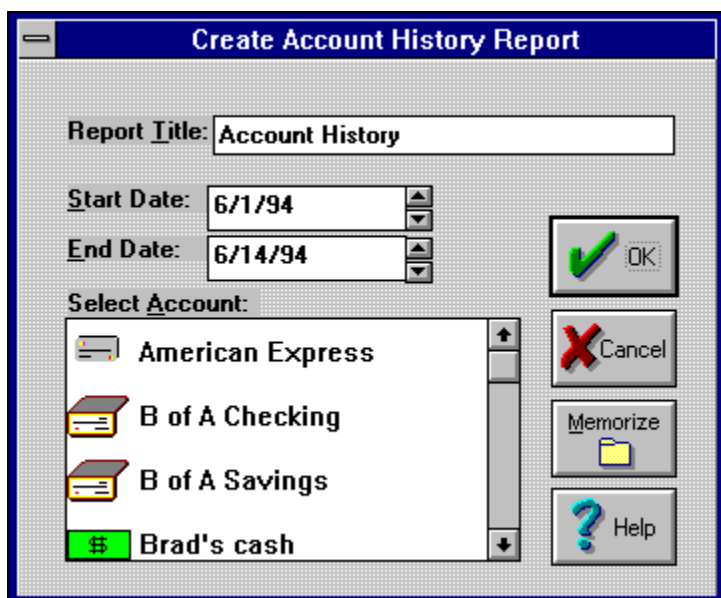 Create Account History Report
Report Title: Account History
Start Date: 6/1/94
End Date: 6/14/94
OK
Select Account:
American Express
Cancel
B of A Checking
Memorize
B of A Savings
Help
$ Brad's cash